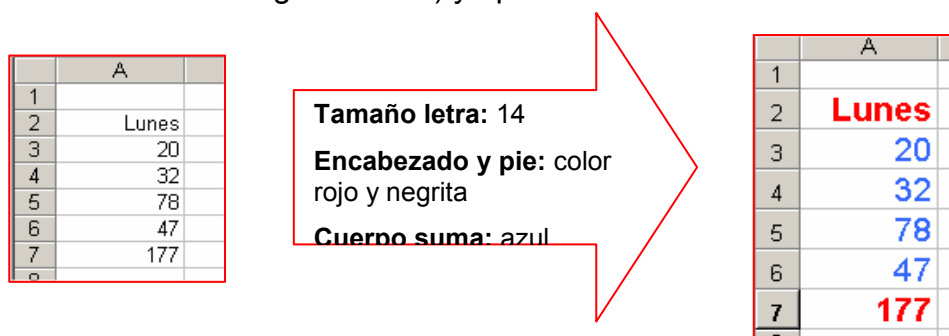 A
1
2 Lunes
3 20
4 32
5 78
6 47
7 177
Tamaño letra: 14
Encabezado y pie: color
rojo y negrita
Cuerpo suma: azul
A
1
2 Lunes
3 20
4 32
5 78
6 47
7 177